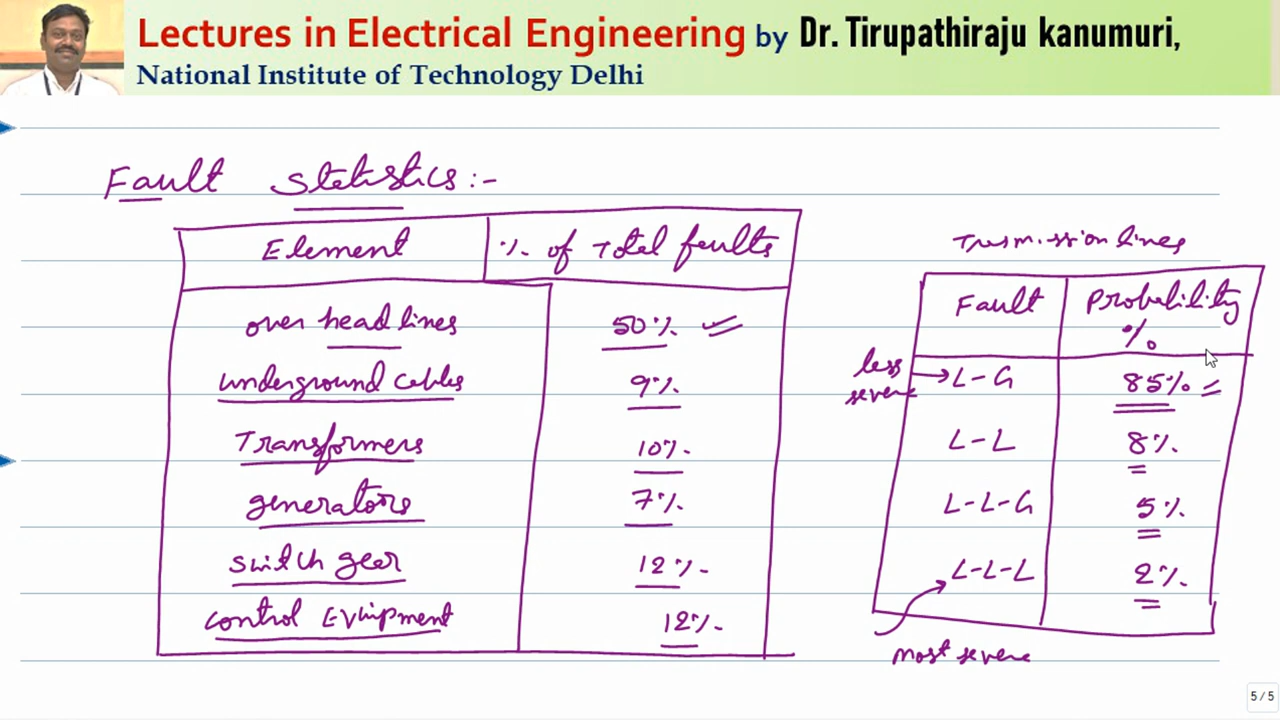 Lectures in Electrical Engineering by Dr. Tirupathiraju kanumuri,
National Institute of Technology Delhi
Fault Statistics :-
Element % of Total faults
over head lines 50%
underground cables 9%
Transformers 10%
generators 7%
switch gear 12%
control Equipment 12%
Trasmission lines
Fault Probability
%
less
severe
L-G 85%
L-L 8%
L-L-G 5%
L-L-L 2%
most severe
5 / 5